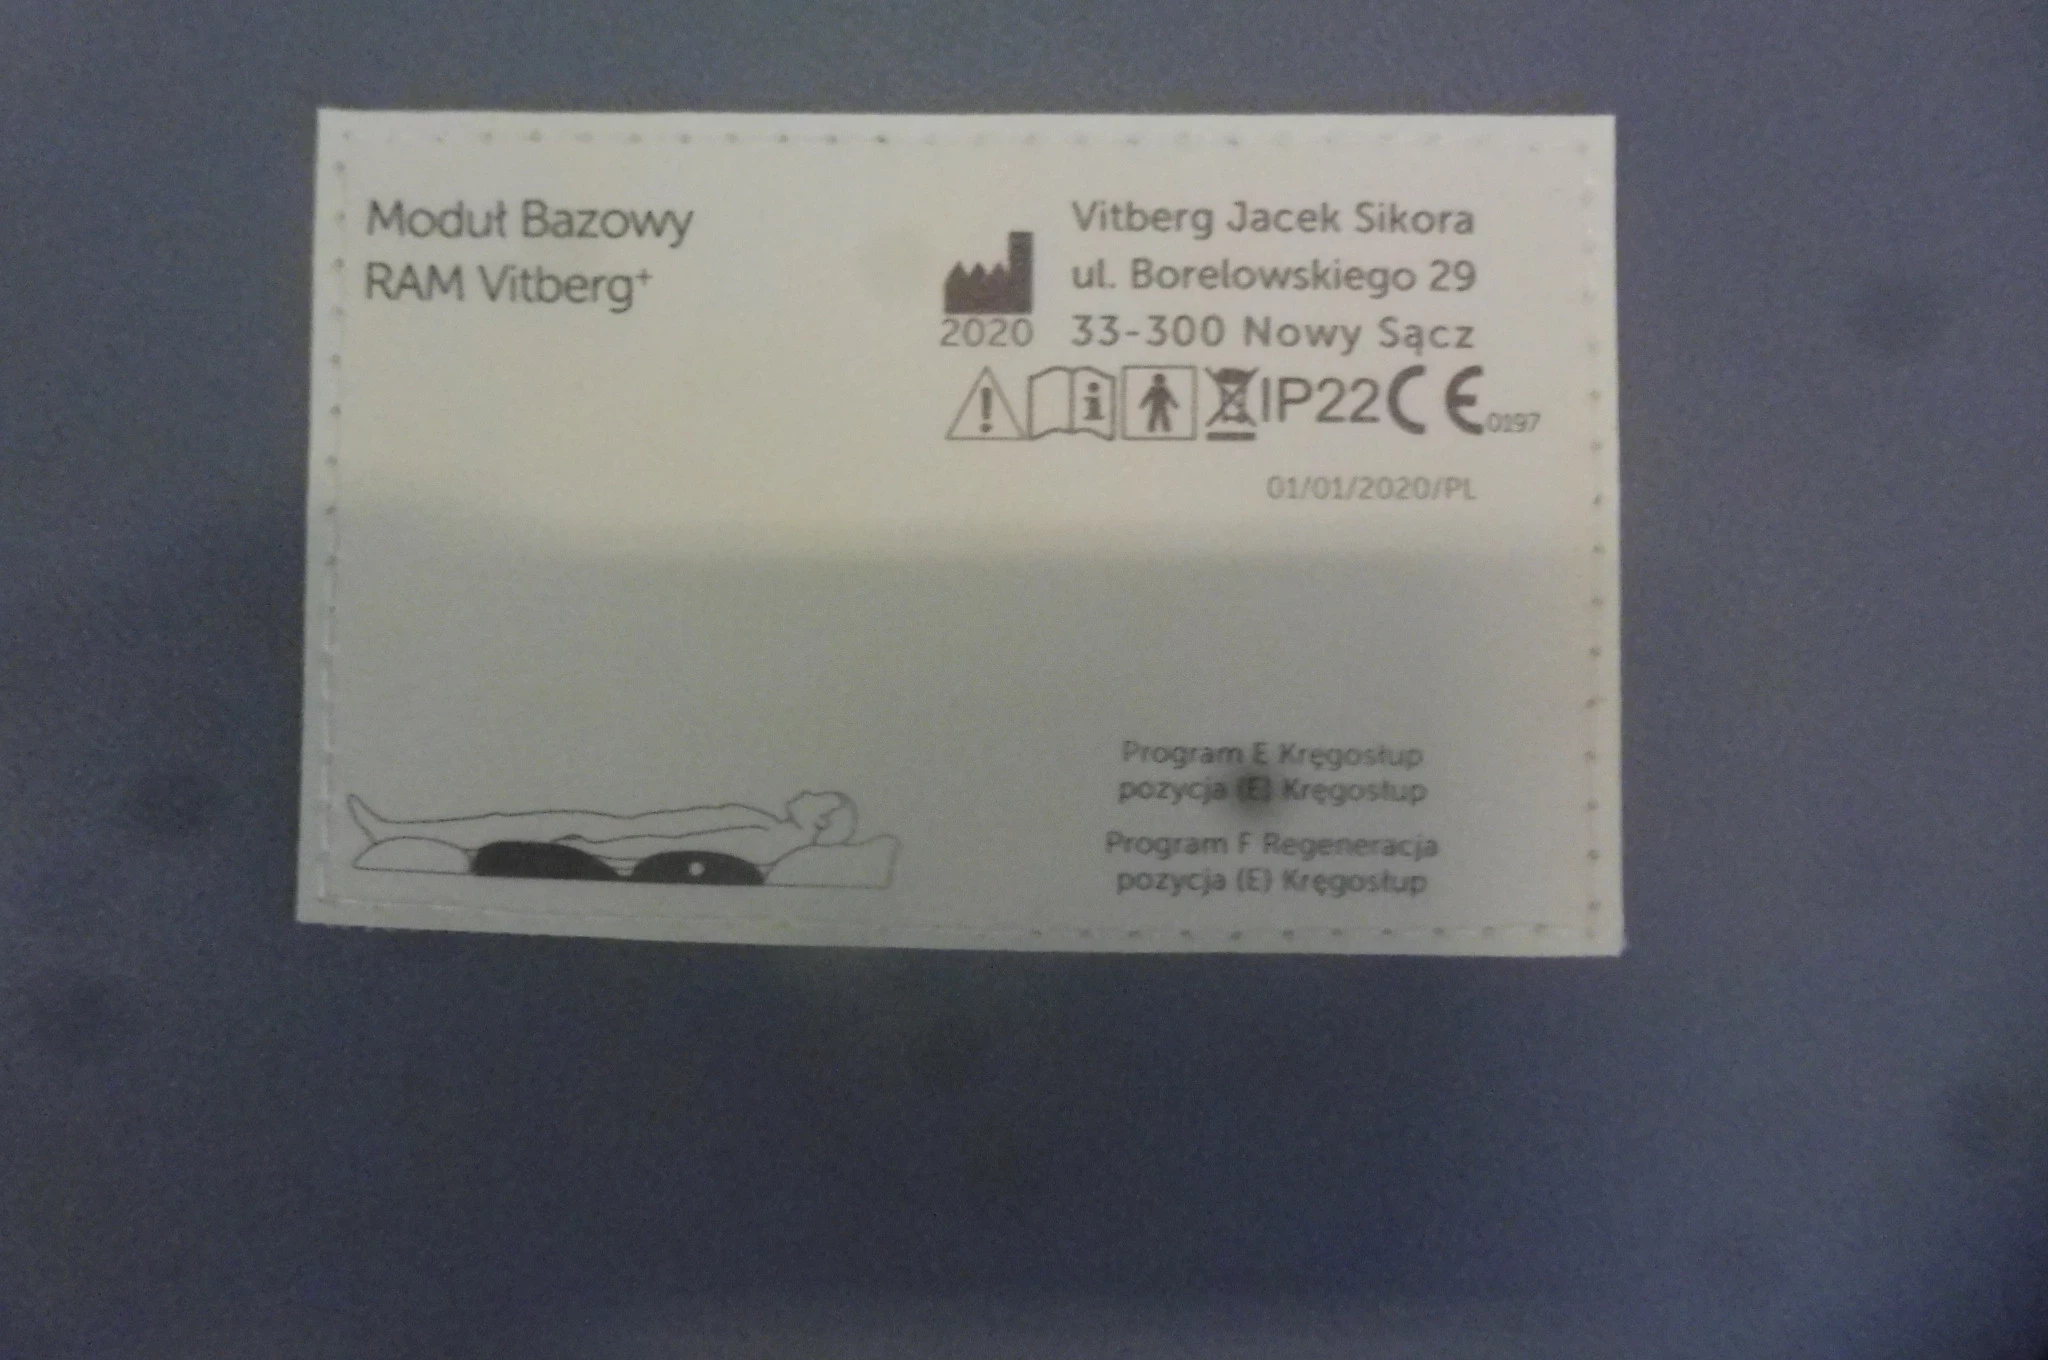 Moduł Bazowy
RAM Vitberg+
Vitberg Jacek Sikora
ul. Borelowskiego 29
33-300 Nowy Sącz
2020
IP22 CE 0197
01/01/2020/PL
Program E Kręgosłup
pozycja (E) Kręgosłup
Program F Regeneracja
pozycja (E) Kręgosłup